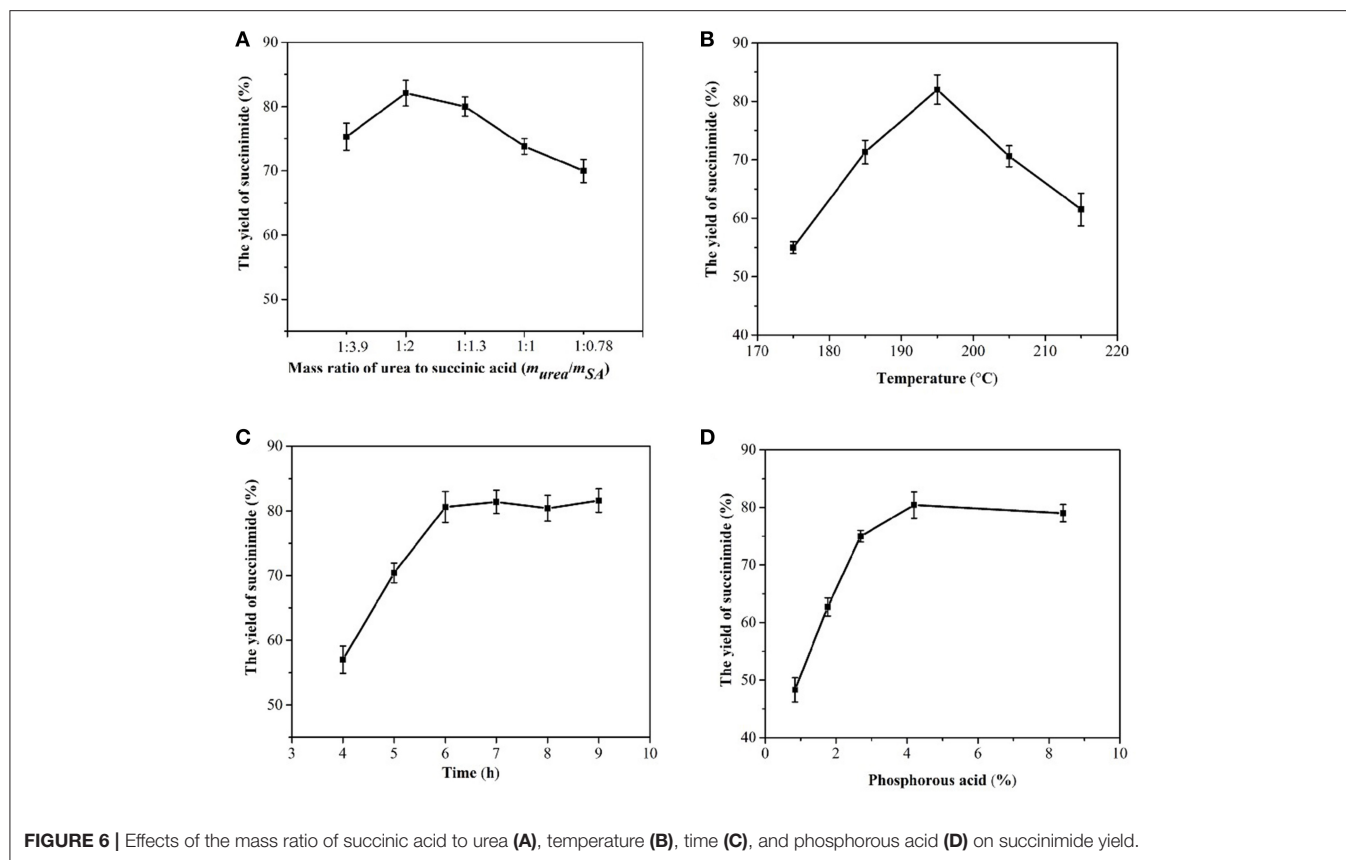 A
90
80
70
60
50
The yield of succinimide (%)
1:3.9 1:2 1:1.3 1:1 1:0.78
Mass ratio of urea to succinic acid (m_urea/m_SA)
B
90
80
70
60
50
40
The yield of succinimide (%)
170 180 190 200 210 220
Temperature (°C)
C
90
80
70
60
50
The yield of succinimide (%)
3 4 5 6 7 8 9 10
Time (h)
D
90
80
70
60
50
40
The yield of succinimide (%)
0 2 4 6 8 10
Phosphorous acid (%)
FIGURE 6 | Effects of the mass ratio of succinic acid to urea (A), temperature (B), time (C), and phosphorous acid (D) on succinimide yield.